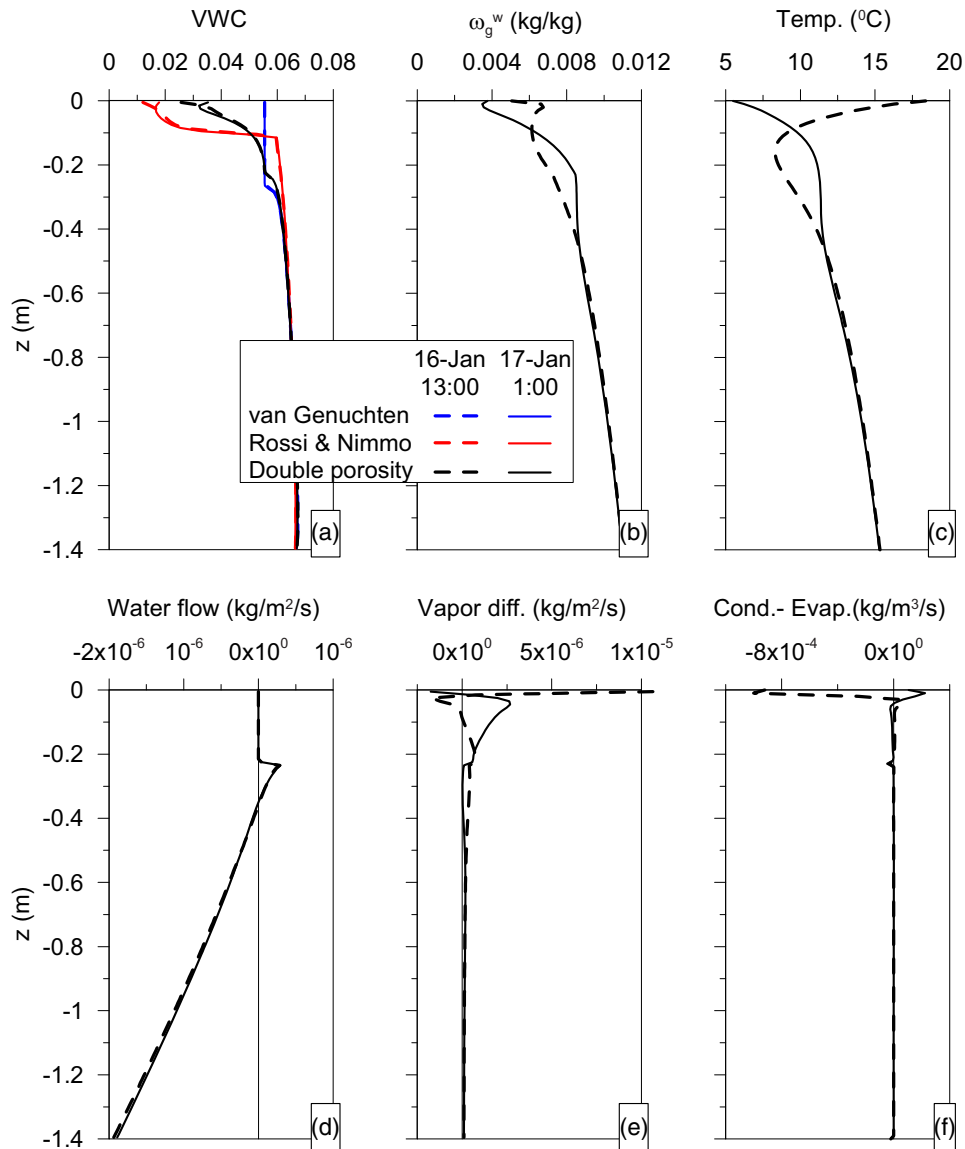 VWC
0 0.02 0.04 0.06 0.08
ω_g^w (kg/kg)
0 0.004 0.008 0.012
Temp. (⁰C)
5 10 15 20
0
-0.2
-0.4
-0.6
-0.8
-1
-1.2
-1.4
z (m)
16-Jan 17-Jan
13:00 1:00
van Genuchten
Rossi & Nimmo
Double porosity
(a)
(b)
(c)
Water flow (kg/m²/s)
-2x10⁻⁶ 10⁻⁶ 0x10⁰ 10⁻⁶
Vapor diff. (kg/m²/s)
0x10⁰ 5x10⁻⁶ 1x10⁻⁵
Cond.- Evap.(kg/m³/s)
-8x10⁻⁴ 0x10⁰
0
-0.2
-0.4
-0.6
-0.8
-1
-1.2
-1.4
z (m)
(d)
(e)
(f)